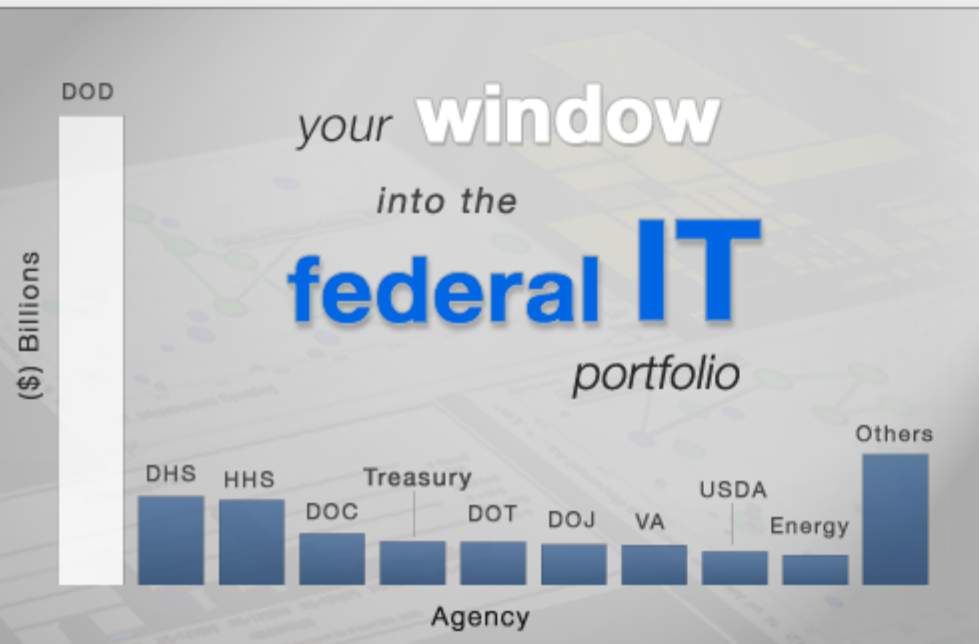 your window
into the
federal IT
portfolio
($) Billions
DOD
DHS
HHS
DOC
Treasury
DOT
DOJ
VA
USDA
Energy
Others
Agency